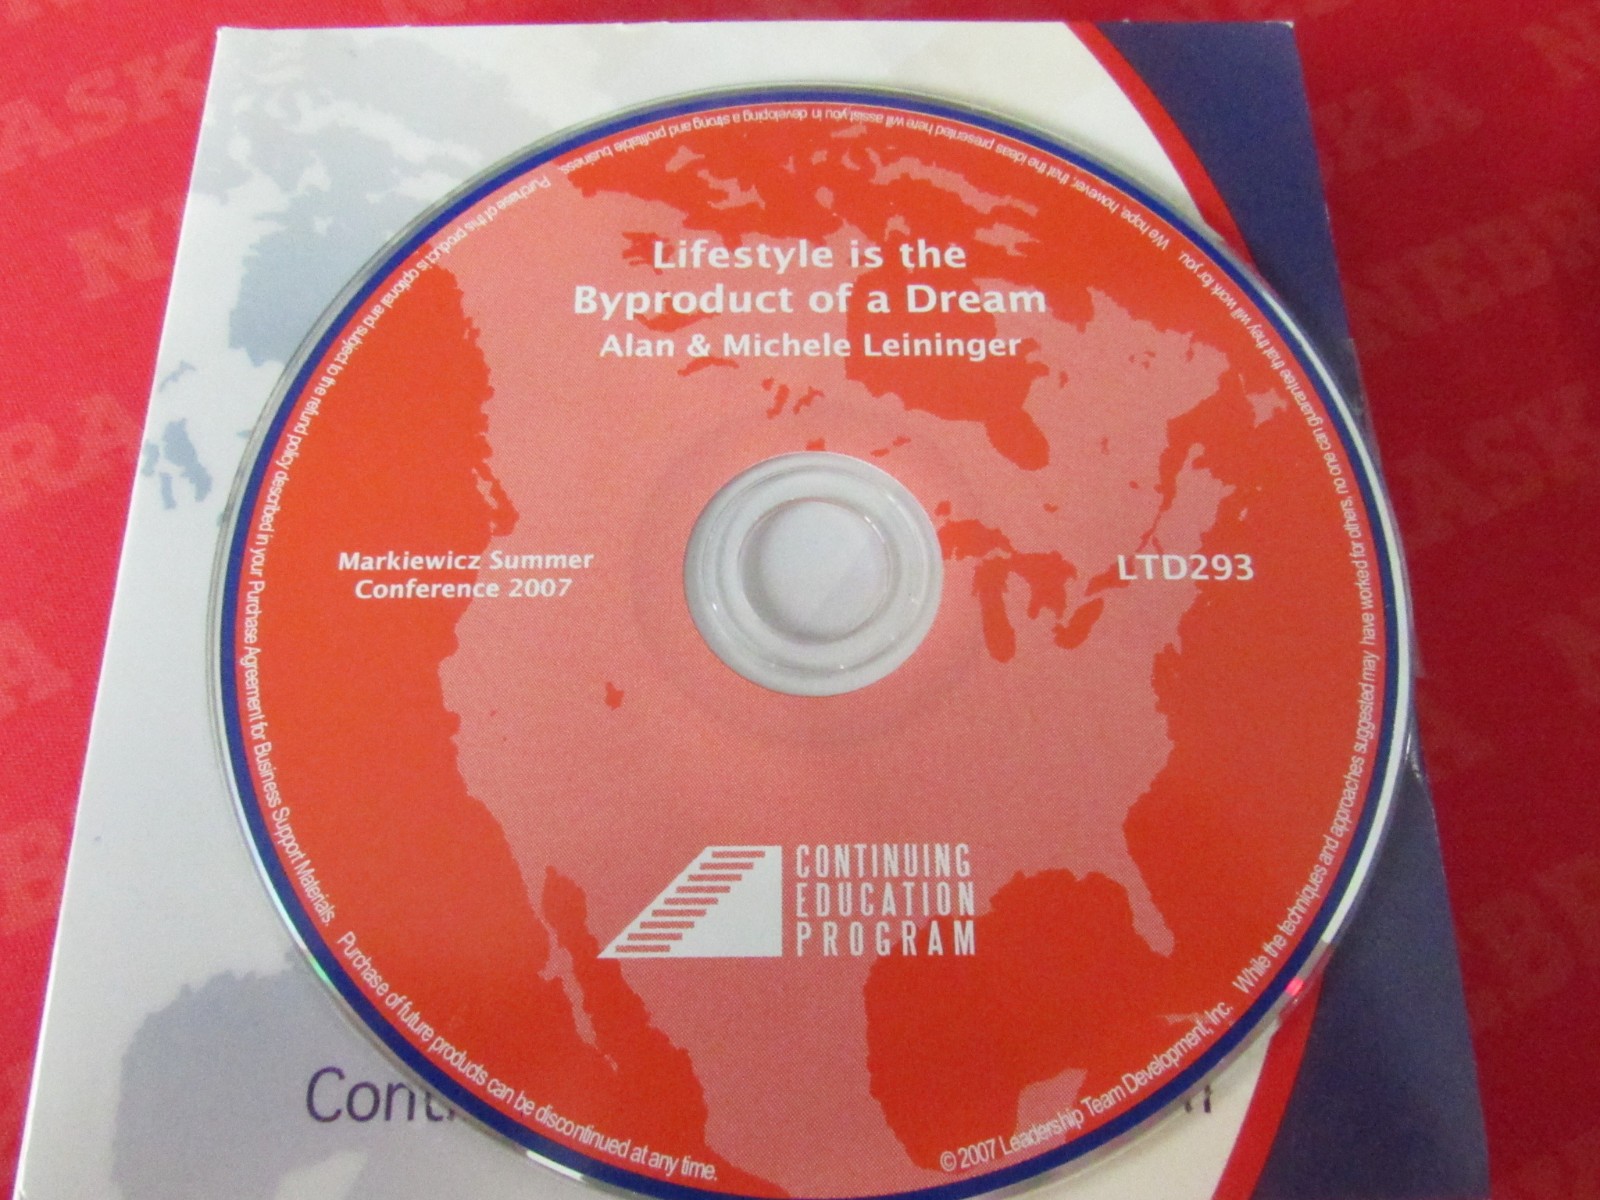 Lifestyle is the
Byproduct of a Dream
Alan & Michele Leininger
Markiewicz Summer
Conference 2007
LTD293
CONTINUING
EDUCATION
PROGRAM
©2007 Leadership Team Development, Inc. While the techniques and approaches suggested may have worked for others, no one can guarantee that they will work for you. We hope, however, that the ideas presented here will assist you in developing a strong and profitable business. Purchase of this product is optional and subject to the refund policy described in your Purchase Agreement for Business Support Materials. Purchase of future products can be discontinued at any time.
NEBRASKA